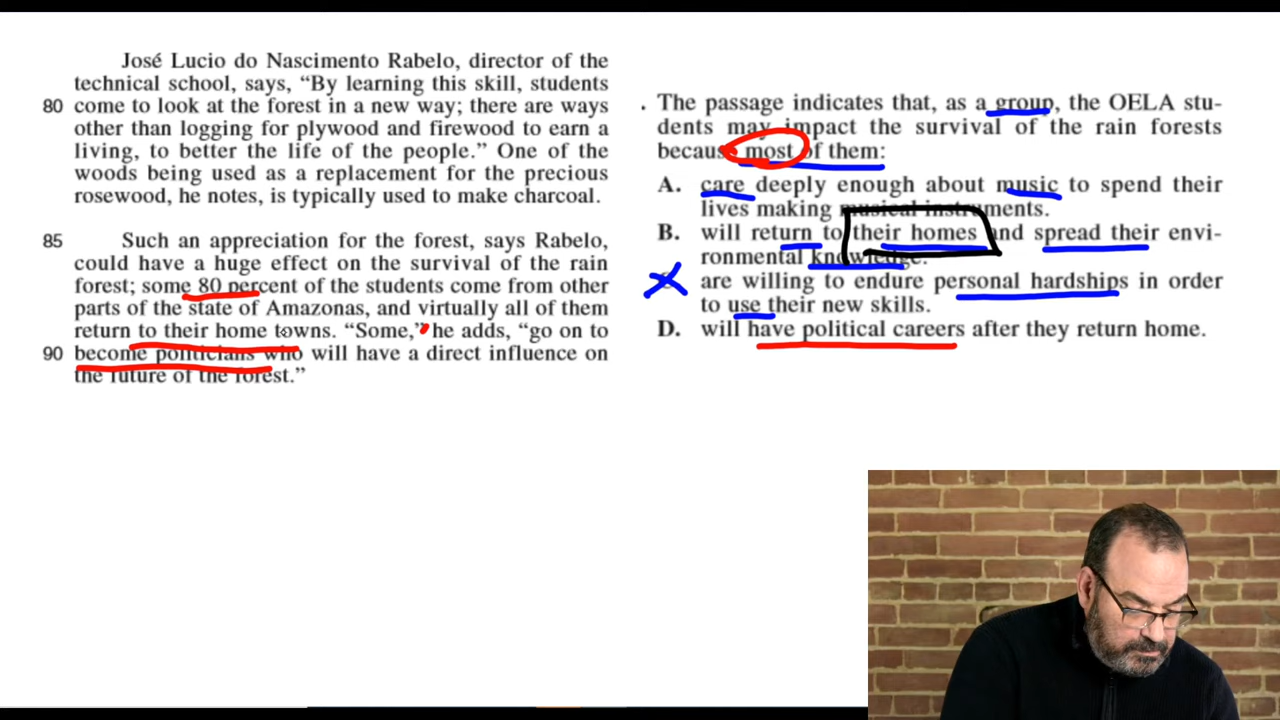 José Lucio do Nascimento Rabelo, director of the
technical school, says, “By learning this skill, students
80 come to look at the forest in a new way; there are ways
other than logging for plywood and firewood to earn a
living, to better the life of the people.” One of the
woods being used as a replacement for the precious
rosewood, he notes, is typically used to make charcoal.
85 Such an appreciation for the forest, says Rabelo,
could have a huge effect on the survival of the rain
forest; some 80 percent of the students come from other
parts of the state of Amazonas, and virtually all of them
return to their home towns. “Some,” he adds, “go on to
90 become politicians who will have a direct influence on
the future of the forest.”
. The passage indicates that, as a group, the OELA stu-
dents may impact the survival of the rain forests
because most of them:
A. care deeply enough about music to spend their
lives making musical instruments.
B. will return to their homes and spread their envi-
ronmental knowledge.
are willing to endure personal hardships in order
to use their new skills.
D. will have political careers after they return home.